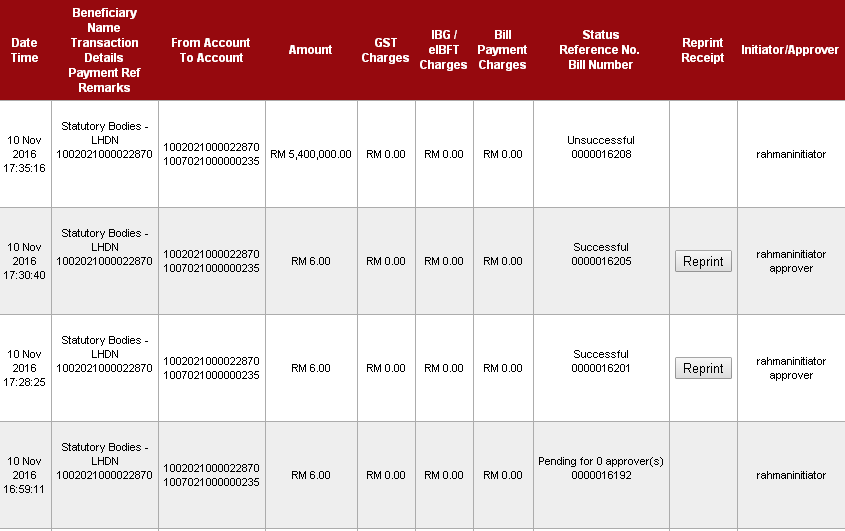 Date
Time
Beneficiary
Name
Transaction
Details
Payment Ref
Remarks
From Account
To Account
Amount
GST
Charges
IBG /
eIBFT
Charges
Bill
Payment
Charges
Status
Reference No.
Bill Number
Reprint
Receipt
Initiator/Approver
10 Nov
2016
17:35:16
Statutory Bodies -
LHDN
1002021000022870
1002021000022870
1007021000000235
RM 5,400,000.00
RM 0.00
RM 0.00
RM 0.00
Unsuccessful
0000016208
rahmaninitiator
10 Nov
2016
17:30:40
Statutory Bodies -
LHDN
1002021000022870
1002021000022870
1007021000000235
RM 6.00
RM 0.00
RM 0.00
RM 0.00
Successful
0000016205
Reprint
rahmaninitiator
approver
10 Nov
2016
17:28:25
Statutory Bodies -
LHDN
1002021000022870
1002021000022870
1007021000000235
RM 6.00
RM 0.00
RM 0.00
RM 0.00
Successful
0000016201
Reprint
rahmaninitiator
approver
10 Nov
2016
16:59:11
Statutory Bodies -
LHDN
1002021000022870
1002021000022870
1007021000000235
RM 6.00
RM 0.00
RM 0.00
RM 0.00
Pending for 0 approver(s)
0000016192
rahmaninitiator